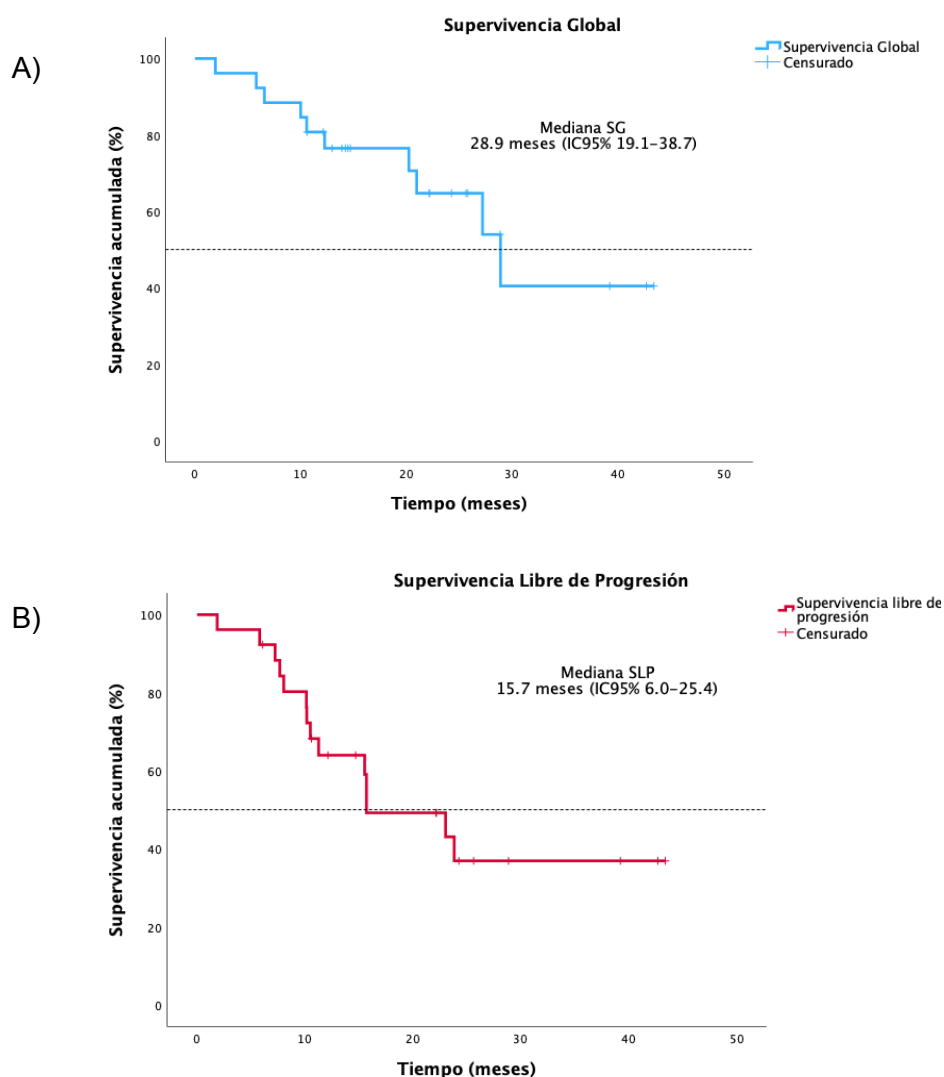 A)
Supervivencia Global
Supervivencia Global
Censurado
Mediana SG
28.9 meses (IC95% 19.1–38.7)
Supervivencia acumulada (%)
100
80
60
40
20
0
0 10 20 30 40 50
Tiempo (meses)
B)
Supervivencia Libre de Progresión
Supervivencia libre de
progresión
Censurado
Mediana SLP
15.7 meses (IC95% 6.0–25.4)
Supervivencia acumulada (%)
100
80
60
40
20
0
0 10 20 30 40 50
Tiempo (meses)